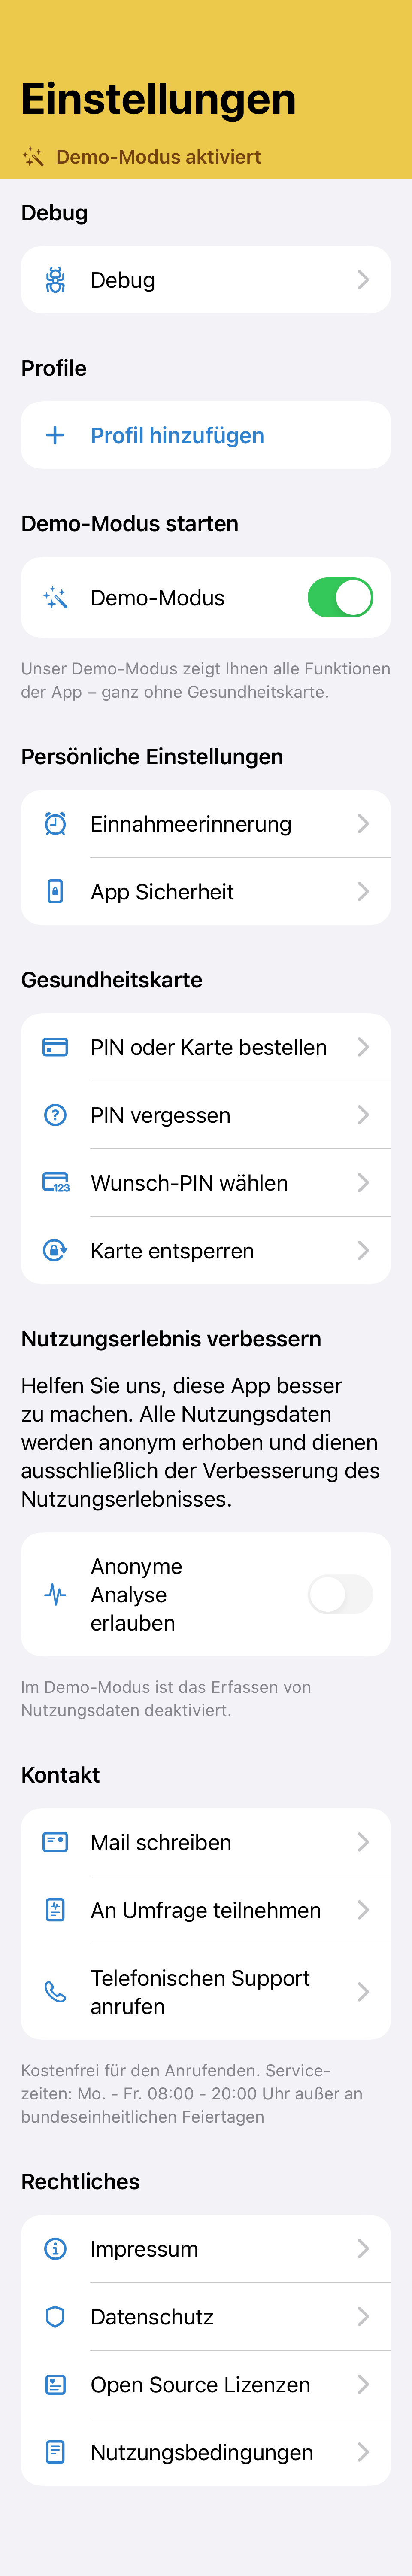 Einstellungen
Demo-Modus aktiviert
Debug
Debug
Profile
Profil hinzufügen
Demo-Modus starten
Demo-Modus
Unser Demo-Modus zeigt Ihnen alle Funktionen
der App – ganz ohne Gesundheitskarte.
Persönliche Einstellungen
Einnahmeerinnerung
App Sicherheit
Gesundheitskarte
PIN oder Karte bestellen
PIN vergessen
123
Wunsch-PIN wählen
Karte entsperren
Nutzungserlebnis verbessern
Helfen Sie uns, diese App besser
zu machen. Alle Nutzungsdaten
werden anonym erhoben und dienen
ausschließlich der Verbesserung des
Nutzungserlebnisses.
Anonyme
Analyse
erlauben
Im Demo-Modus ist das Erfassen von
Nutzungsdaten deaktiviert.
Kontakt
Mail schreiben
An Umfrage teilnehmen
Telefonischen Support
anrufen
Kostenfrei für den Anrufenden. Service-
zeiten: Mo. - Fr. 08:00 - 20:00 Uhr außer an
bundeseinheitlichen Feiertagen
Rechtliches
Impressum
Datenschutz
Open Source Lizenzen
Nutzungsbedingungen